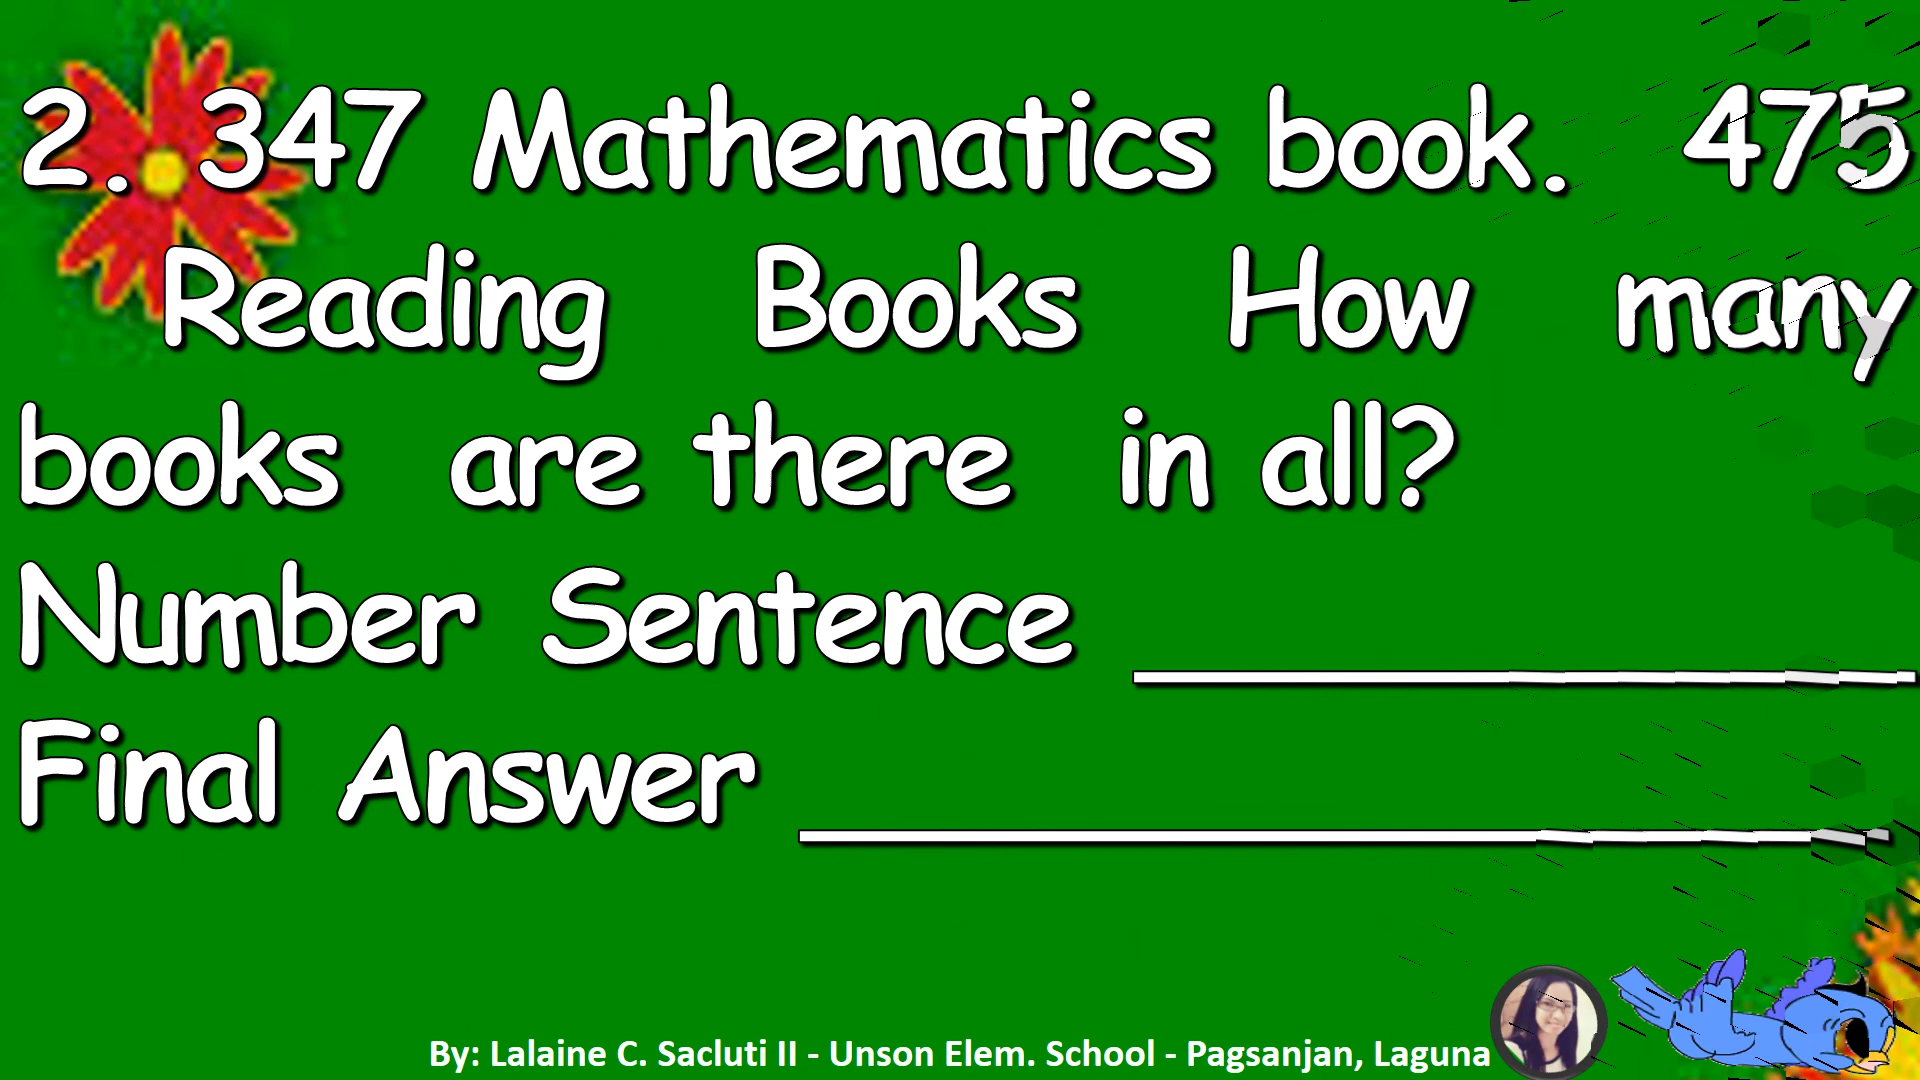 2. 347 Mathematics book. 475
Reading Books How many
books are there in all?
Number Sentence _______________
Final Answer _____________________
By: Lalaine C. Sacluti II - Unson Elem. School - Pagsanjan, Laguna